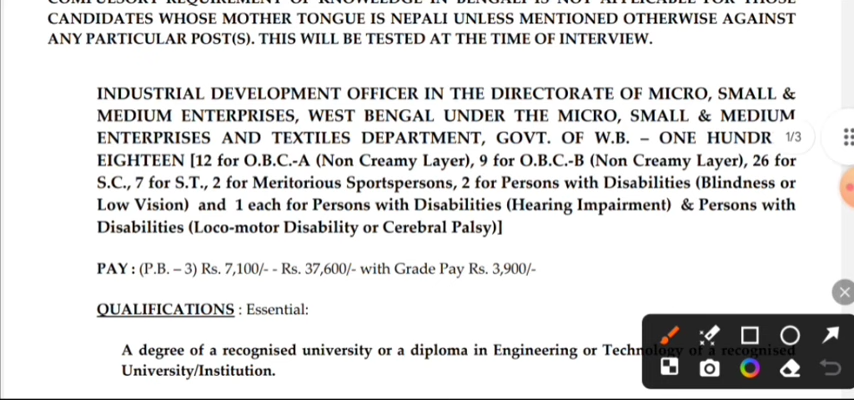 CANDIDATES WHOSE MOTHER TONGUE IS NEPALI UNLESS MENTIONED OTHERWISE AGAINST
ANY PARTICULAR POST(S). THIS WILL BE TESTED AT THE TIME OF INTERVIEW.
INDUSTRIAL DEVELOPMENT OFFICER IN THE DIRECTORATE OF MICRO, SMALL &
MEDIUM ENTERPRISES, WEST BENGAL UNDER THE MICRO, SMALL & MEDIUM
ENTERPRISES AND TEXTILES DEPARTMENT, GOVT. OF W.B. – ONE HUNDR 1/3
EIGHTEEN [12 for O.B.C.-A (Non Creamy Layer), 9 for O.B.C.-B (Non Creamy Layer), 26 for
S.C., 7 for S.T., 2 for Meritorious Sportspersons, 2 for Persons with Disabilities (Blindness or
Low Vision) and 1 each for Persons with Disabilities (Hearing Impairment) & Persons with
Disabilities (Loco-motor Disability or Cerebral Palsy)]
PAY : (P.B. – 3) Rs. 7,100/- - Rs. 37,600/- with Grade Pay Rs. 3,900/-
QUALIFICATIONS : Essential:
A degree of a recognised university or a diploma in Engineering or Technology of a recognised
University/Institution.